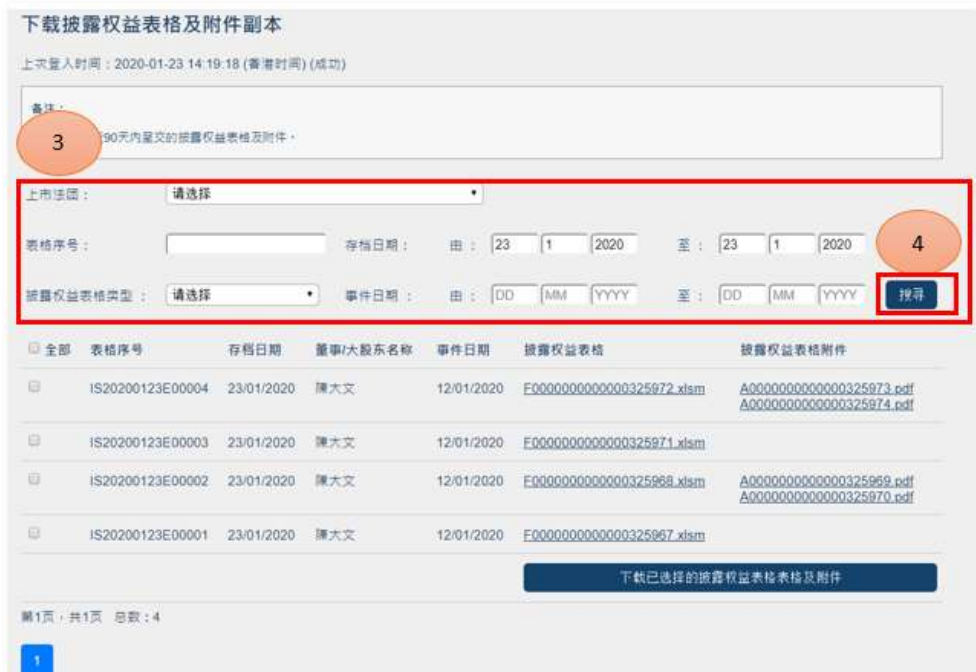 下载披露权益表格及附件副本
上次登入时间：2020-01-23 14:19:18 (香港时间) (成功)
备注：
90天内呈交的披露权益表格及附件。
3
上市法团： 请选择
表格序号： 存档日期： 由： 23 1 2020 至： 23 1 2020
4
披露权益表格类型： 请选择 事件日期： 由： DD MM YYYY 至： DD MM YYYY 搜寻
全部 表格序号 存档日期 董事/大股东名称 事件日期 披露权益表格 披露权益表格附件
IS20200123E00004 23/01/2020 陳大文 12/01/2020 F0000000000000325972.xlsm A0000000000000325973.pdf
A0000000000000325974.pdf
IS20200123E00003 23/01/2020 陳大文 12/01/2020 F0000000000000325971.xlsm
IS20200123E00002 23/01/2020 陳大文 12/01/2020 F0000000000000325968.xlsm A0000000000000325969.pdf
A0000000000000325970.pdf
IS20200123E00001 23/01/2020 陳大文 12/01/2020 F0000000000000325967.xlsm
下载已选择的披露权益表格表格及附件
第1页，共1页 总数：4
1